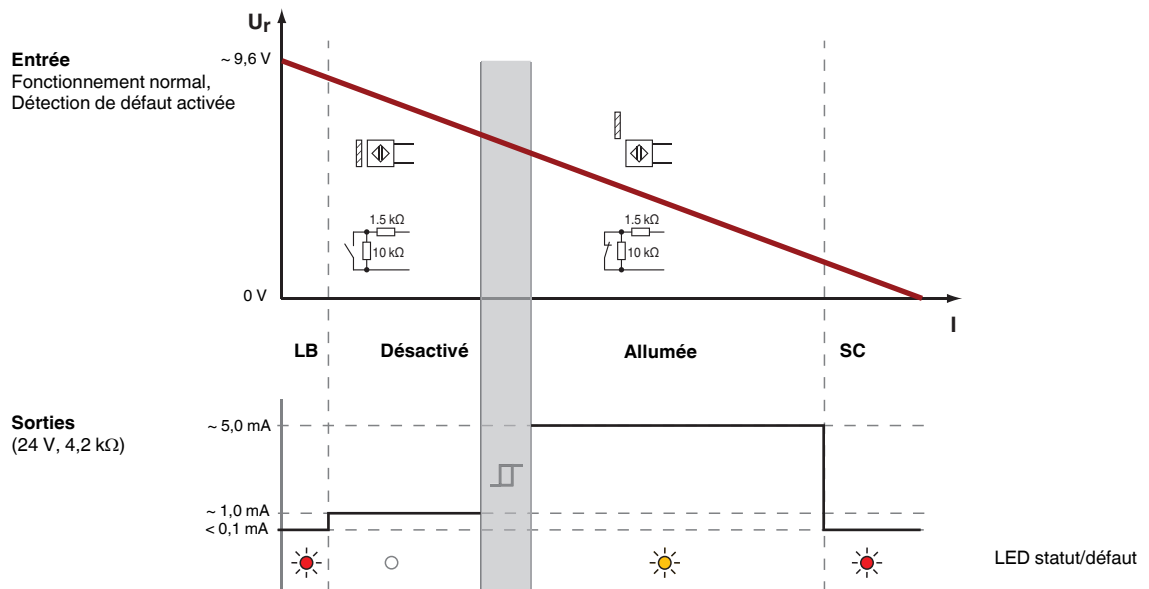 Ur
Entrée
Fonctionnement normal,
Détection de défaut activée
~ 9,6 V
1.5 kΩ
10 kΩ
1.5 kΩ
10 kΩ
0 V
I
LB
Désactivé
Allumée
SC
Sorties
(24 V, 4,2 kΩ)
~ 5,0 mA
~ 1,0 mA
< 0,1 mA
LED statut/défaut